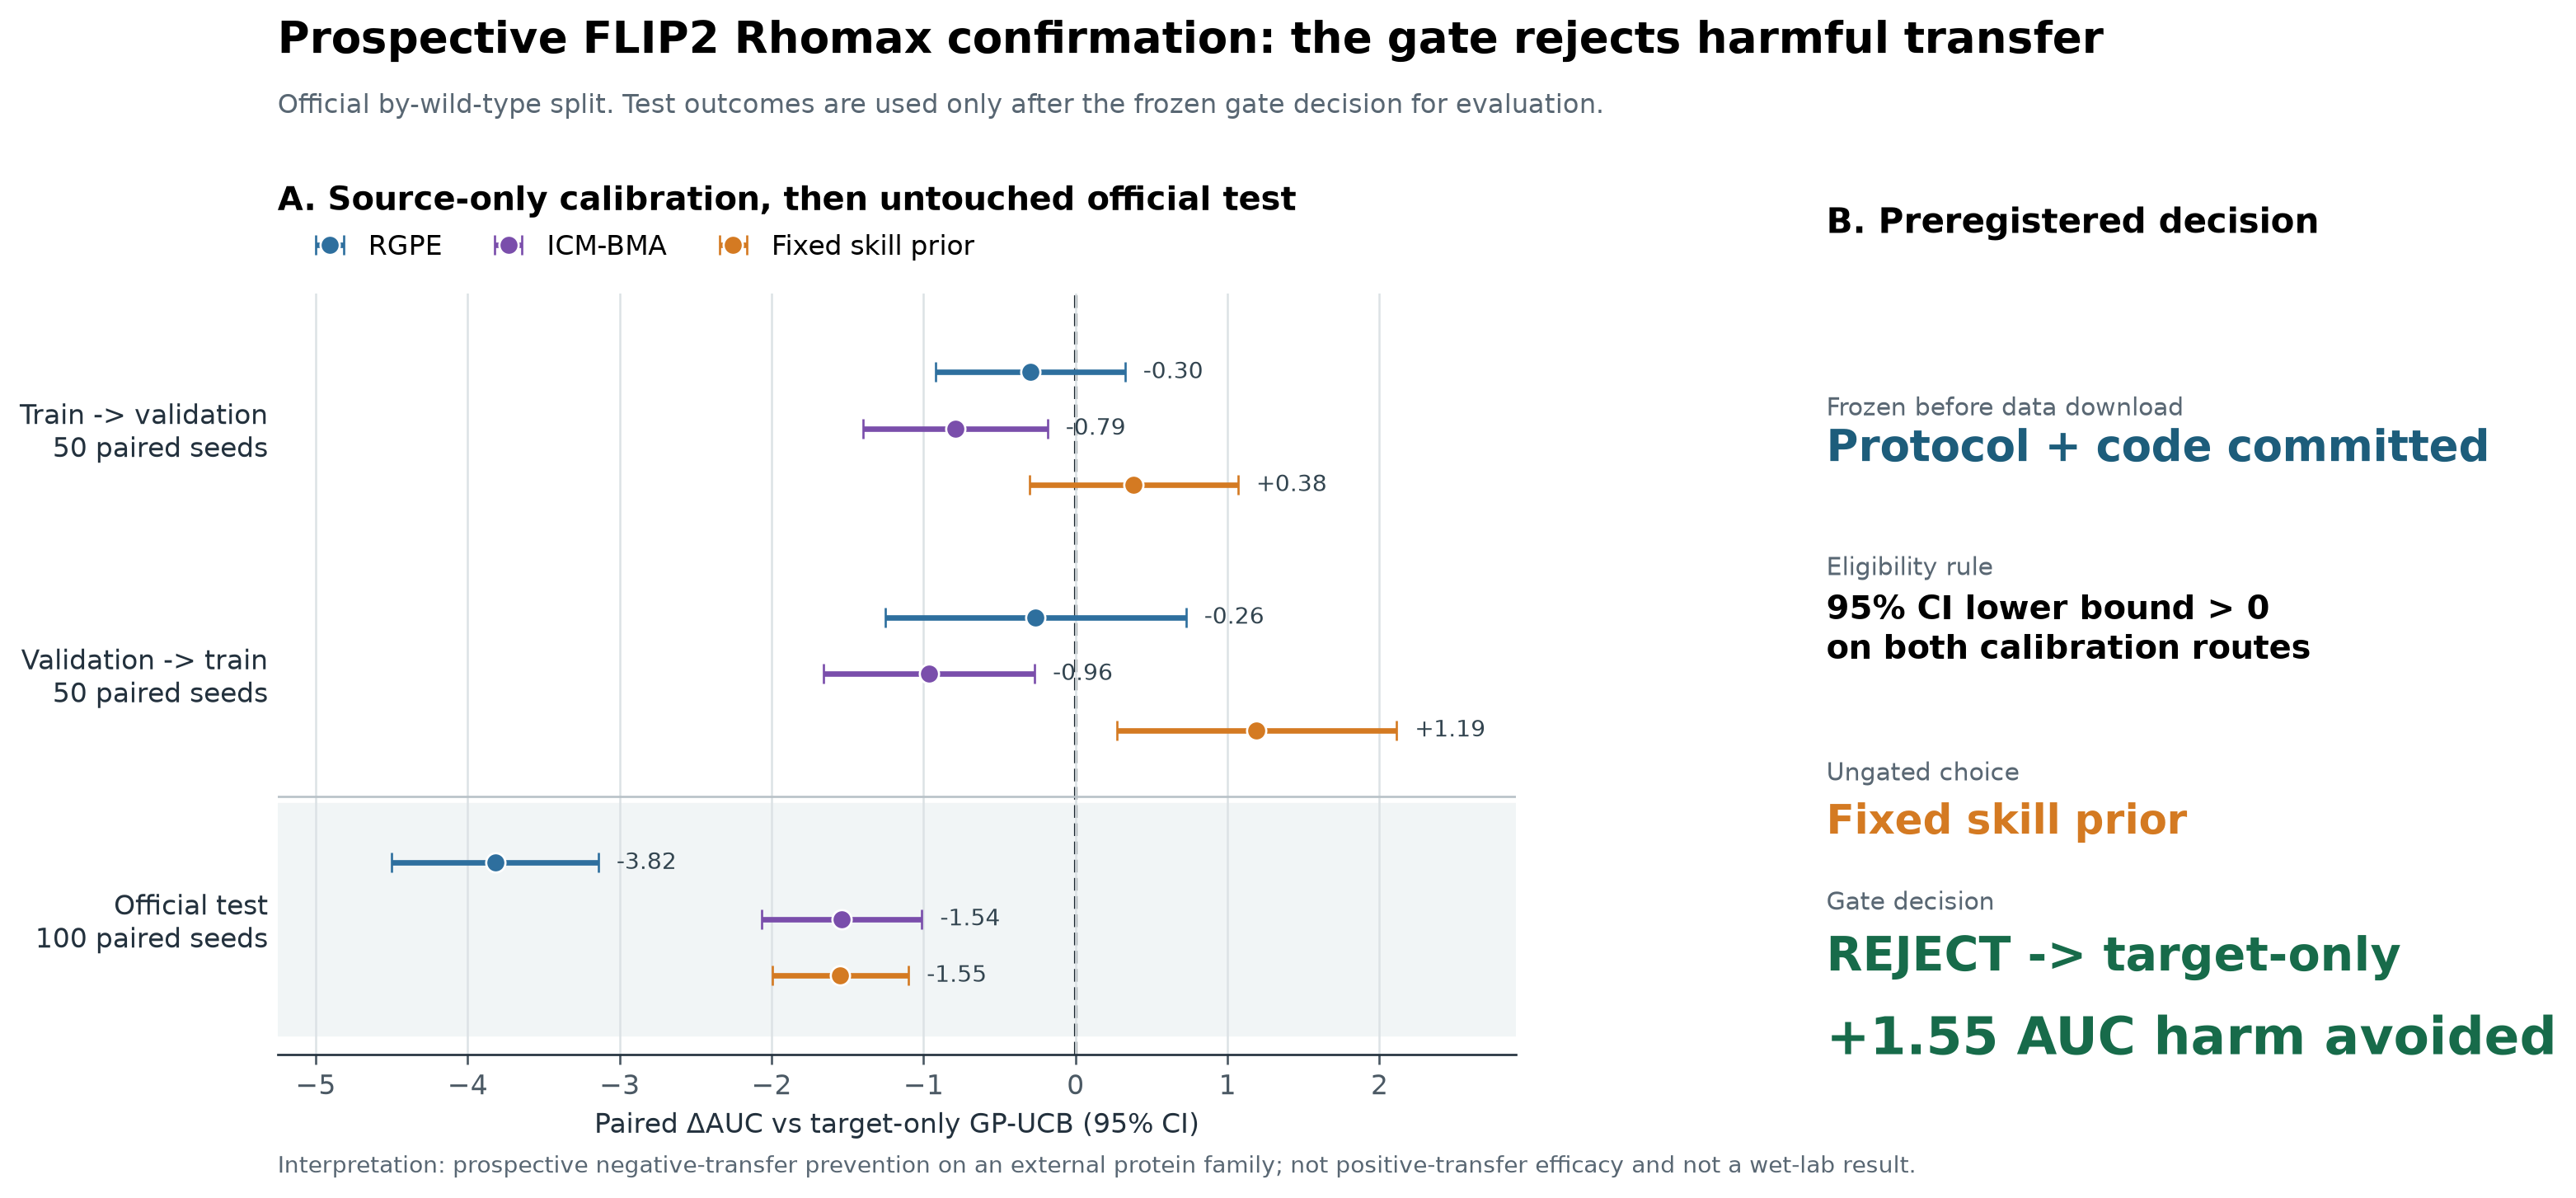 Prospective FLIP2 Rhomax confirmation: the gate rejects harmful transfer
Official by-wild-type split. Test outcomes are used only after the frozen gate decision for evaluation.
A. Source-only calibration, then untouched official test
RGPE
ICM-BMA
Fixed skill prior
Train -> validation
50 paired seeds
-0.30
-0.79
+0.38
Validation -> train
50 paired seeds
-0.26
-0.96
+1.19
Official test
100 paired seeds
-3.82
-1.54
-1.55
−5 −4 −3 −2 −1 0 1 2
Paired ΔAUC vs target-only GP-UCB (95% CI)
B. Preregistered decision
Frozen before data download
Protocol + code committed
Eligibility rule
95% CI lower bound > 0
on both calibration routes
Ungated choice
Fixed skill prior
Gate decision
REJECT -> target-only
+1.55 AUC harm avoided
Interpretation: prospective negative-transfer prevention on an external protein family; not positive-transfer efficacy and not a wet-lab result.